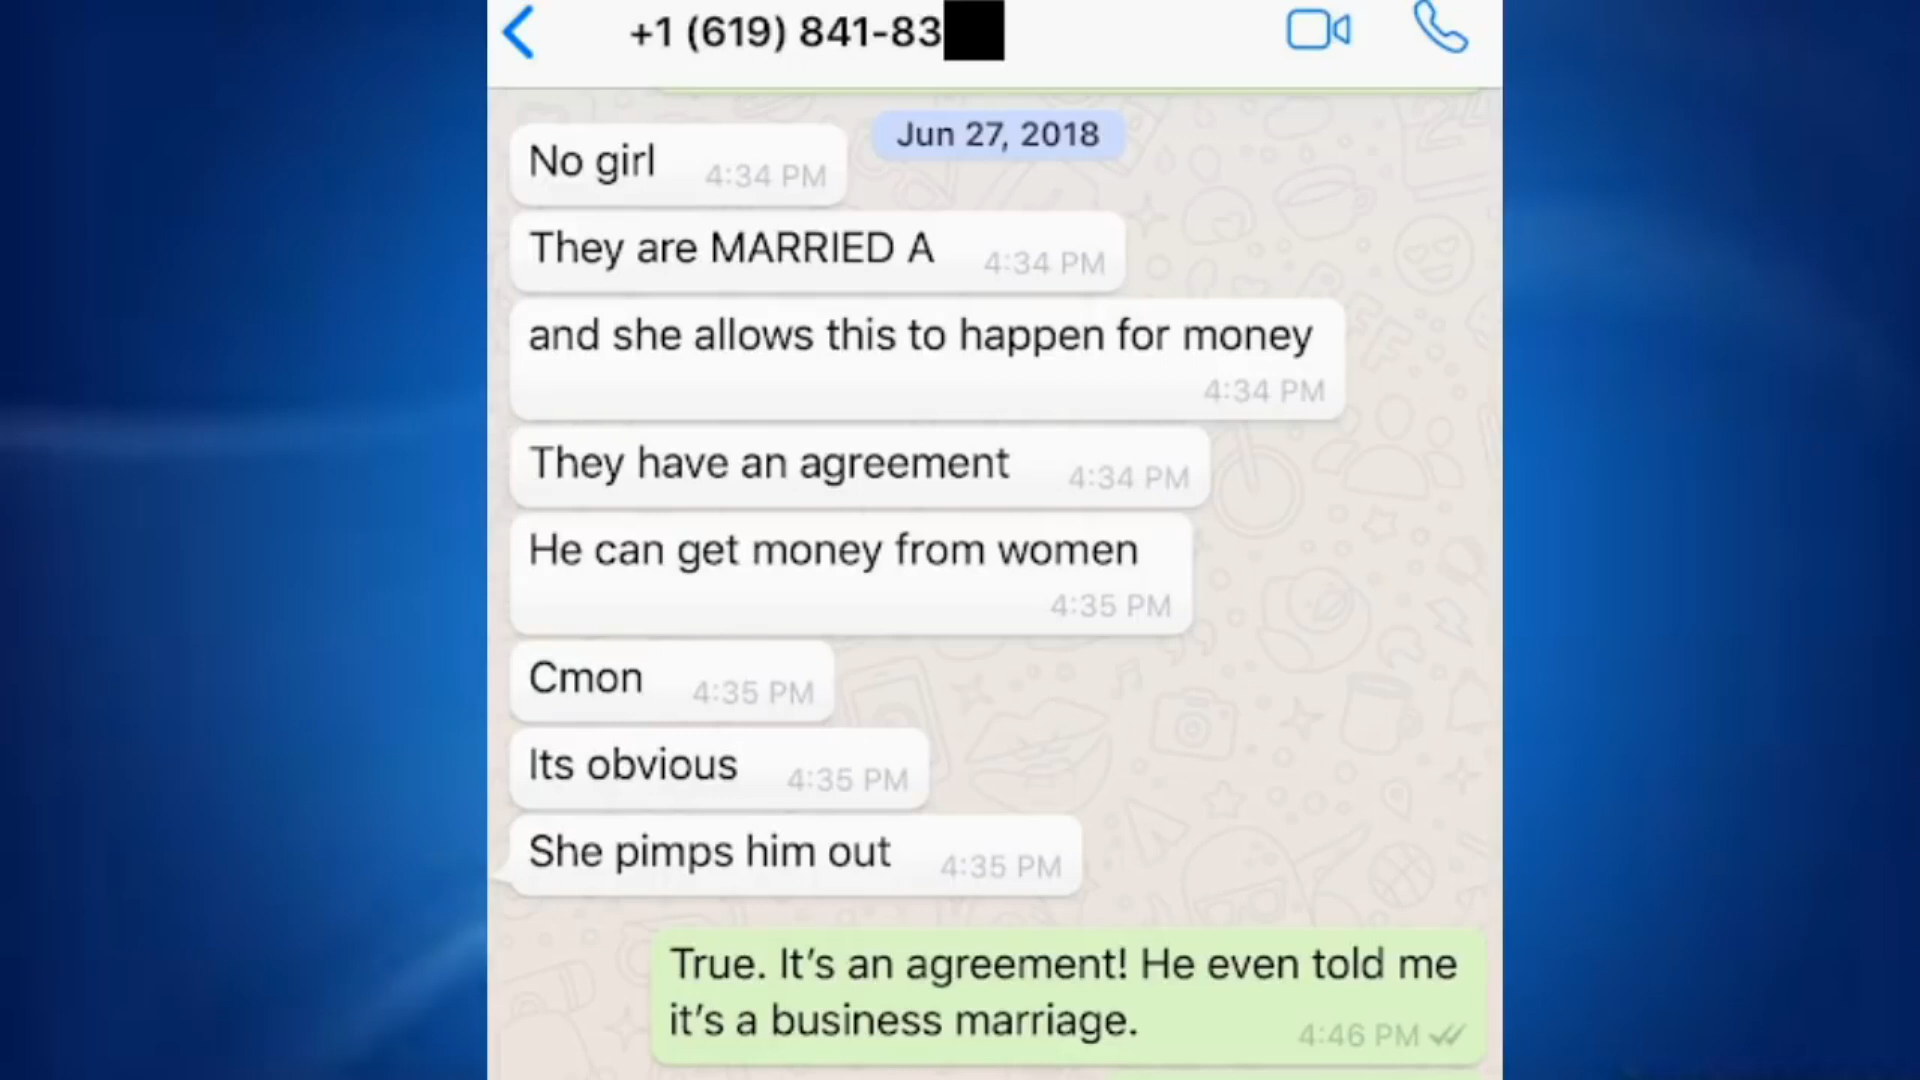 +1 (619) 841-83
Jun 27, 2018
No girl 4:34 PM
They are MARRIED A 4:34 PM
and she allows this to happen for money
4:34 PM
They have an agreement 4:34 PM
He can get money from women
4:35 PM
Cmon 4:35 PM
Its obvious 4:35 PM
She pimps him out 4:35 PM
True. It's an agreement! He even told me
it's a business marriage. 4:46 PM